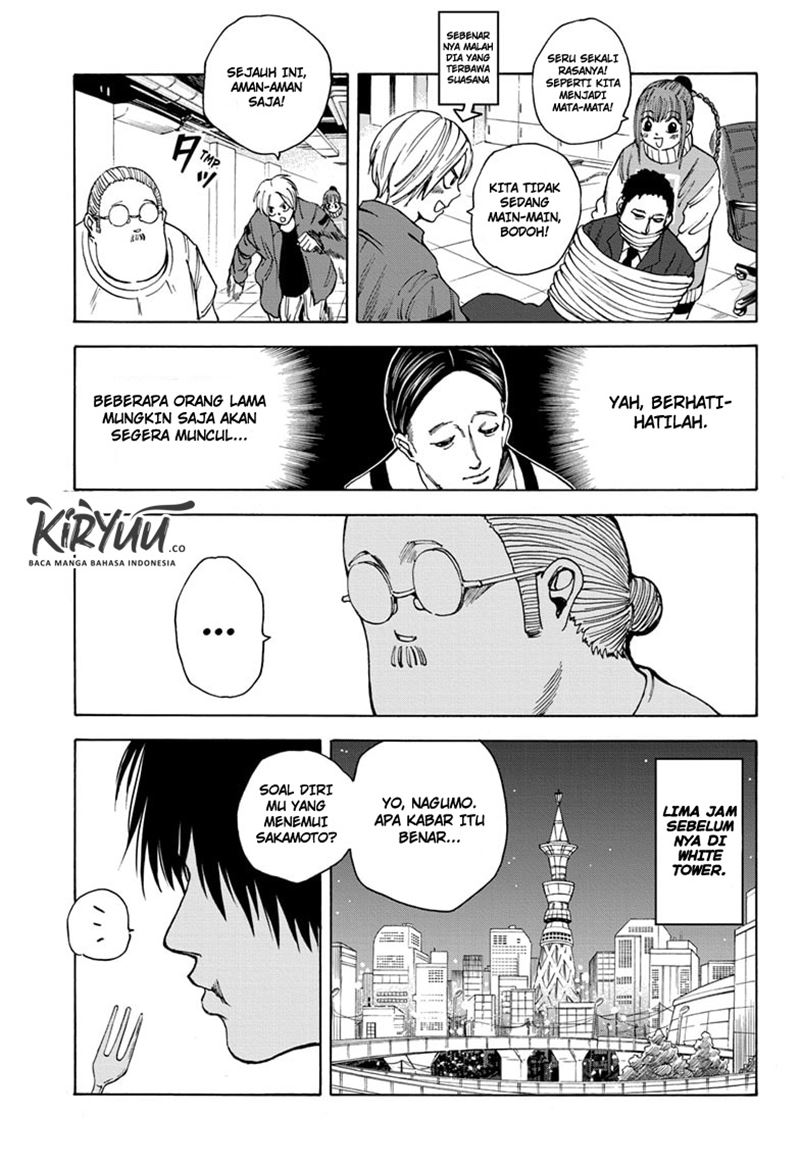 SEBENAR
NYA MALAH
DIA YANG
TERBAWA
SUASANA
SERU SEKALI
RASANYA!
SEPERTI KITA
MENJADI
MATA-MATA!
KITA TIDAK
SEDANG
MAIN-MAIN,
BODOH!
SEJAUH INI,
AMAN-AMAN
SAJA!
タッ
TMP
YAH, BERHATI-
HATILAH.
BEBERAPA ORANG LAMA
MUNGKIN SAJA AKAN
SEGERA MUNCUL...
KIRYUU
.CO
BACA MANGA BAHASA INDONESIA
...
LIMA JAM
SEBELUM
NYA DI
WHITE
TOWER.
YO, NAGUMO.
APA KABAR ITU
BENAR...
SOAL DIRI
MU YANG
MENEMUI
SAKAMOTO?